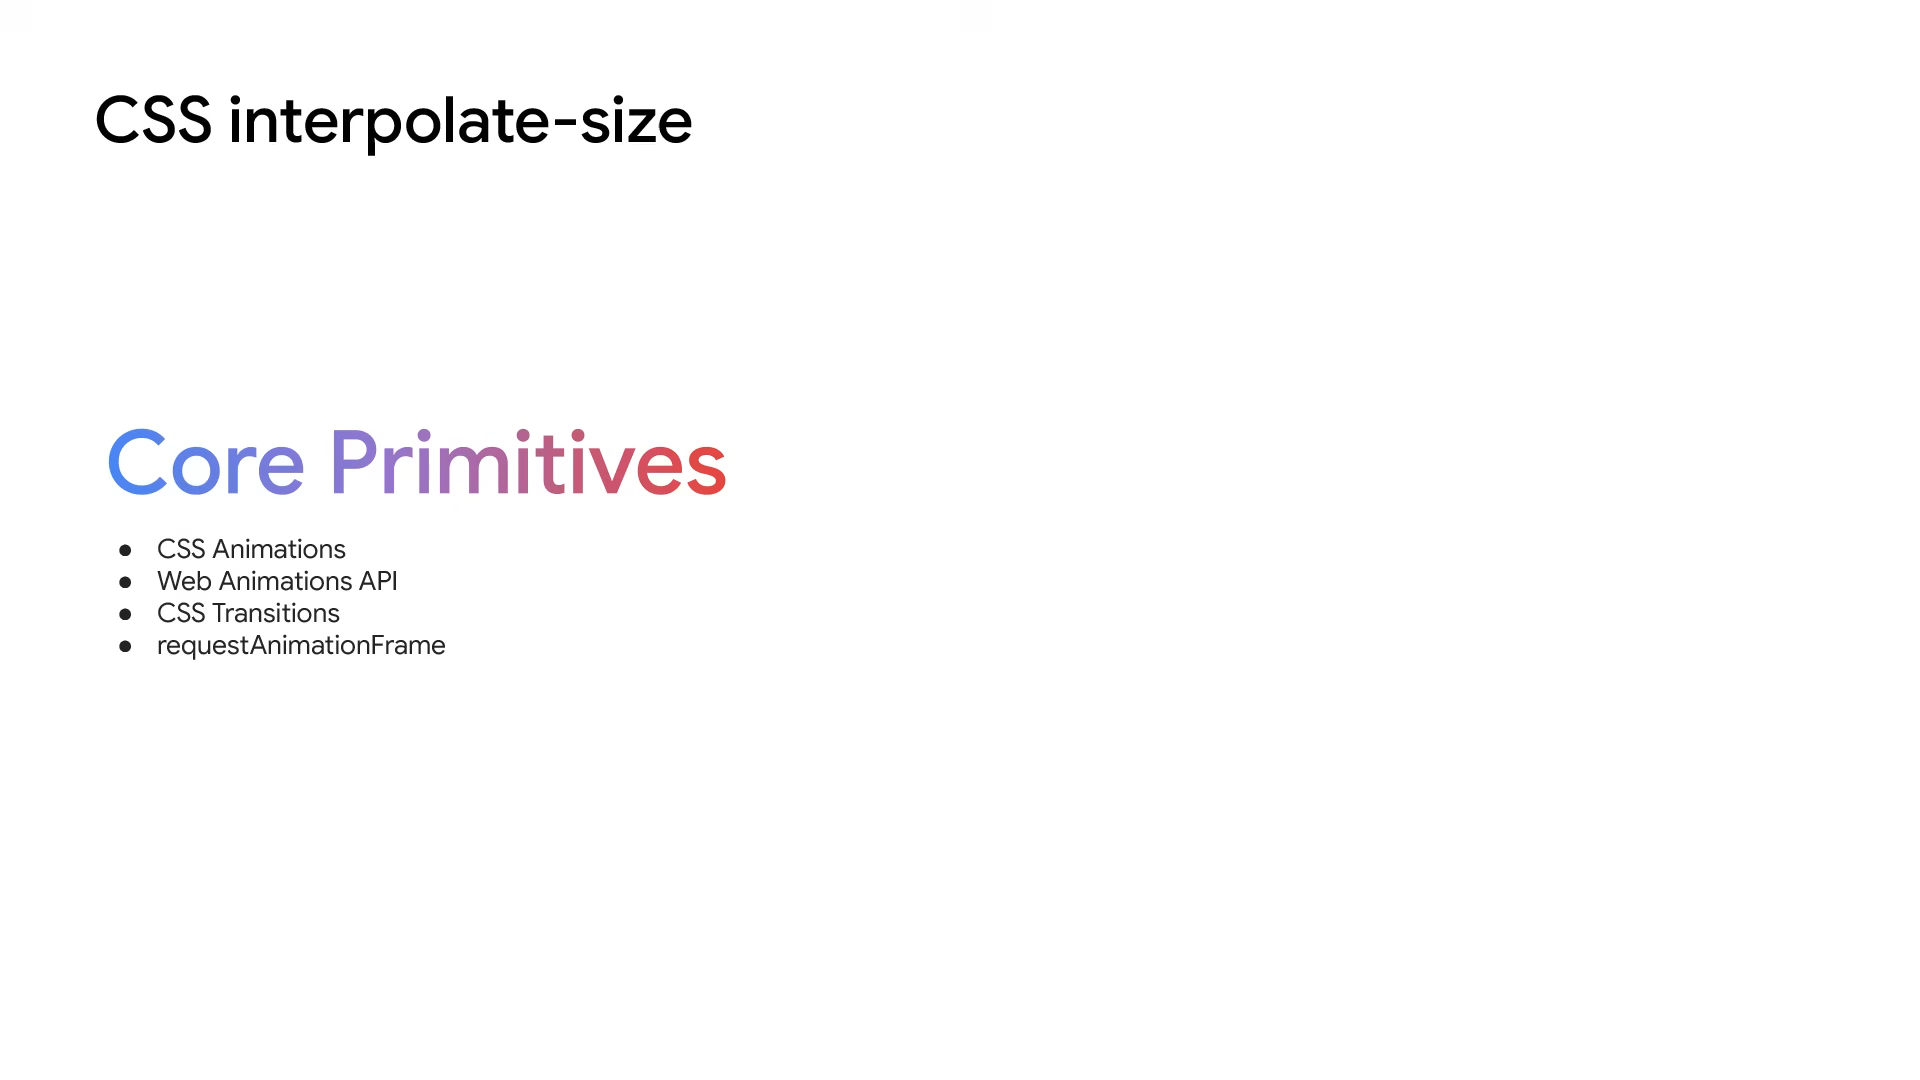 CSS interpolate-size
Core Primitives
● CSS Animations
● Web Animations API
● CSS Transitions
● requestAnimationFrame